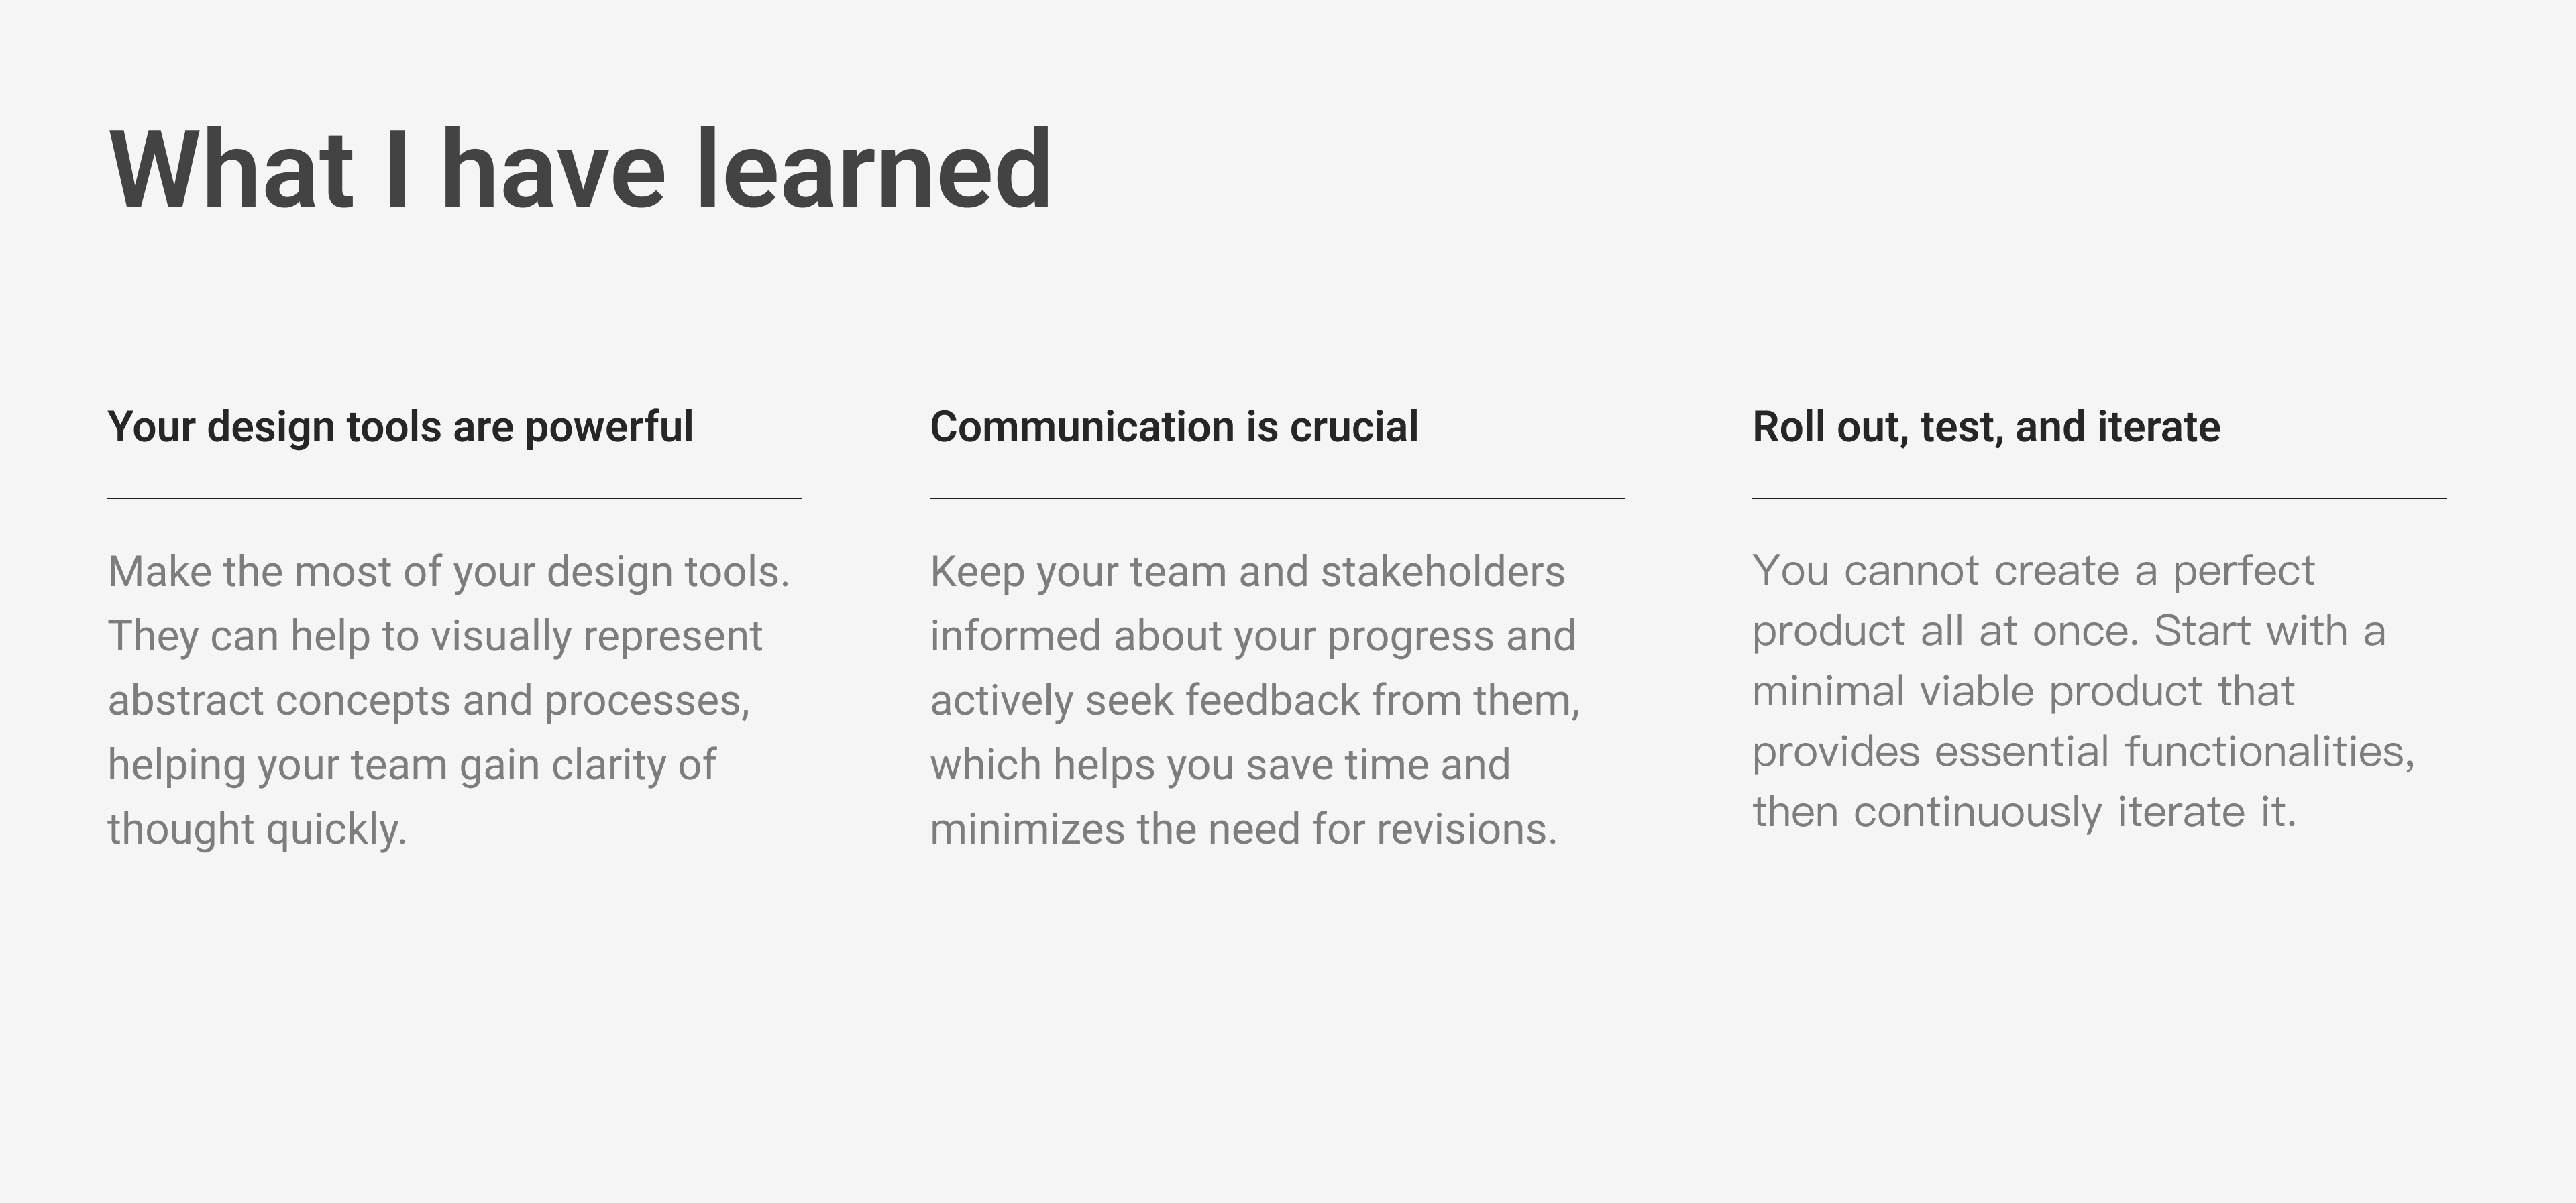 What I have learned
Your design tools are powerful
Make the most of your design tools.
They can help to visually represent
abstract concepts and processes,
helping your team gain clarity of
thought quickly.
Communication is crucial
Keep your team and stakeholders
informed about your progress and
actively seek feedback from them,
which helps you save time and
minimizes the need for revisions.
Roll out, test, and iterate
You cannot create a perfect
product all at once. Start with a
minimal viable product that
provides essential functionalities,
then continuously iterate it.